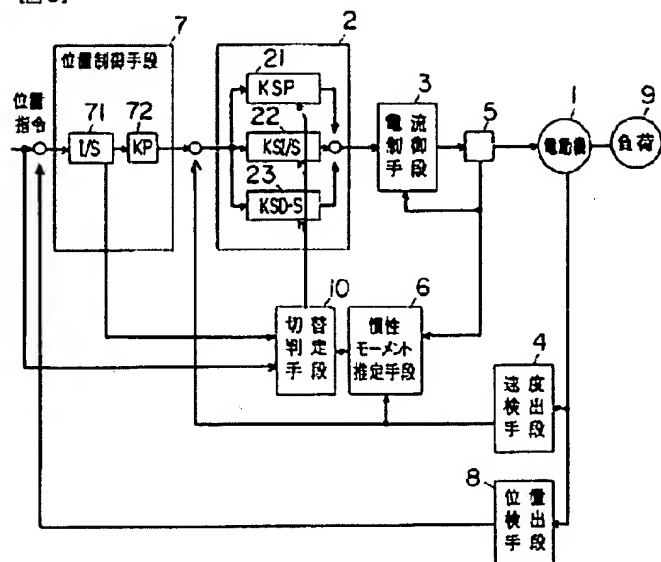 7
位置制御手段
2
21
KSP
3
1
9
位置
指令
71
I/S
72
KP
22
KSI/S
電流
制御
手段
5
電動機
負荷
23
KSD・S
10
切替
判定
手段
6
慣性
モーメント
推定手段
4
速度
検出
手段
8
位置
検出
手段